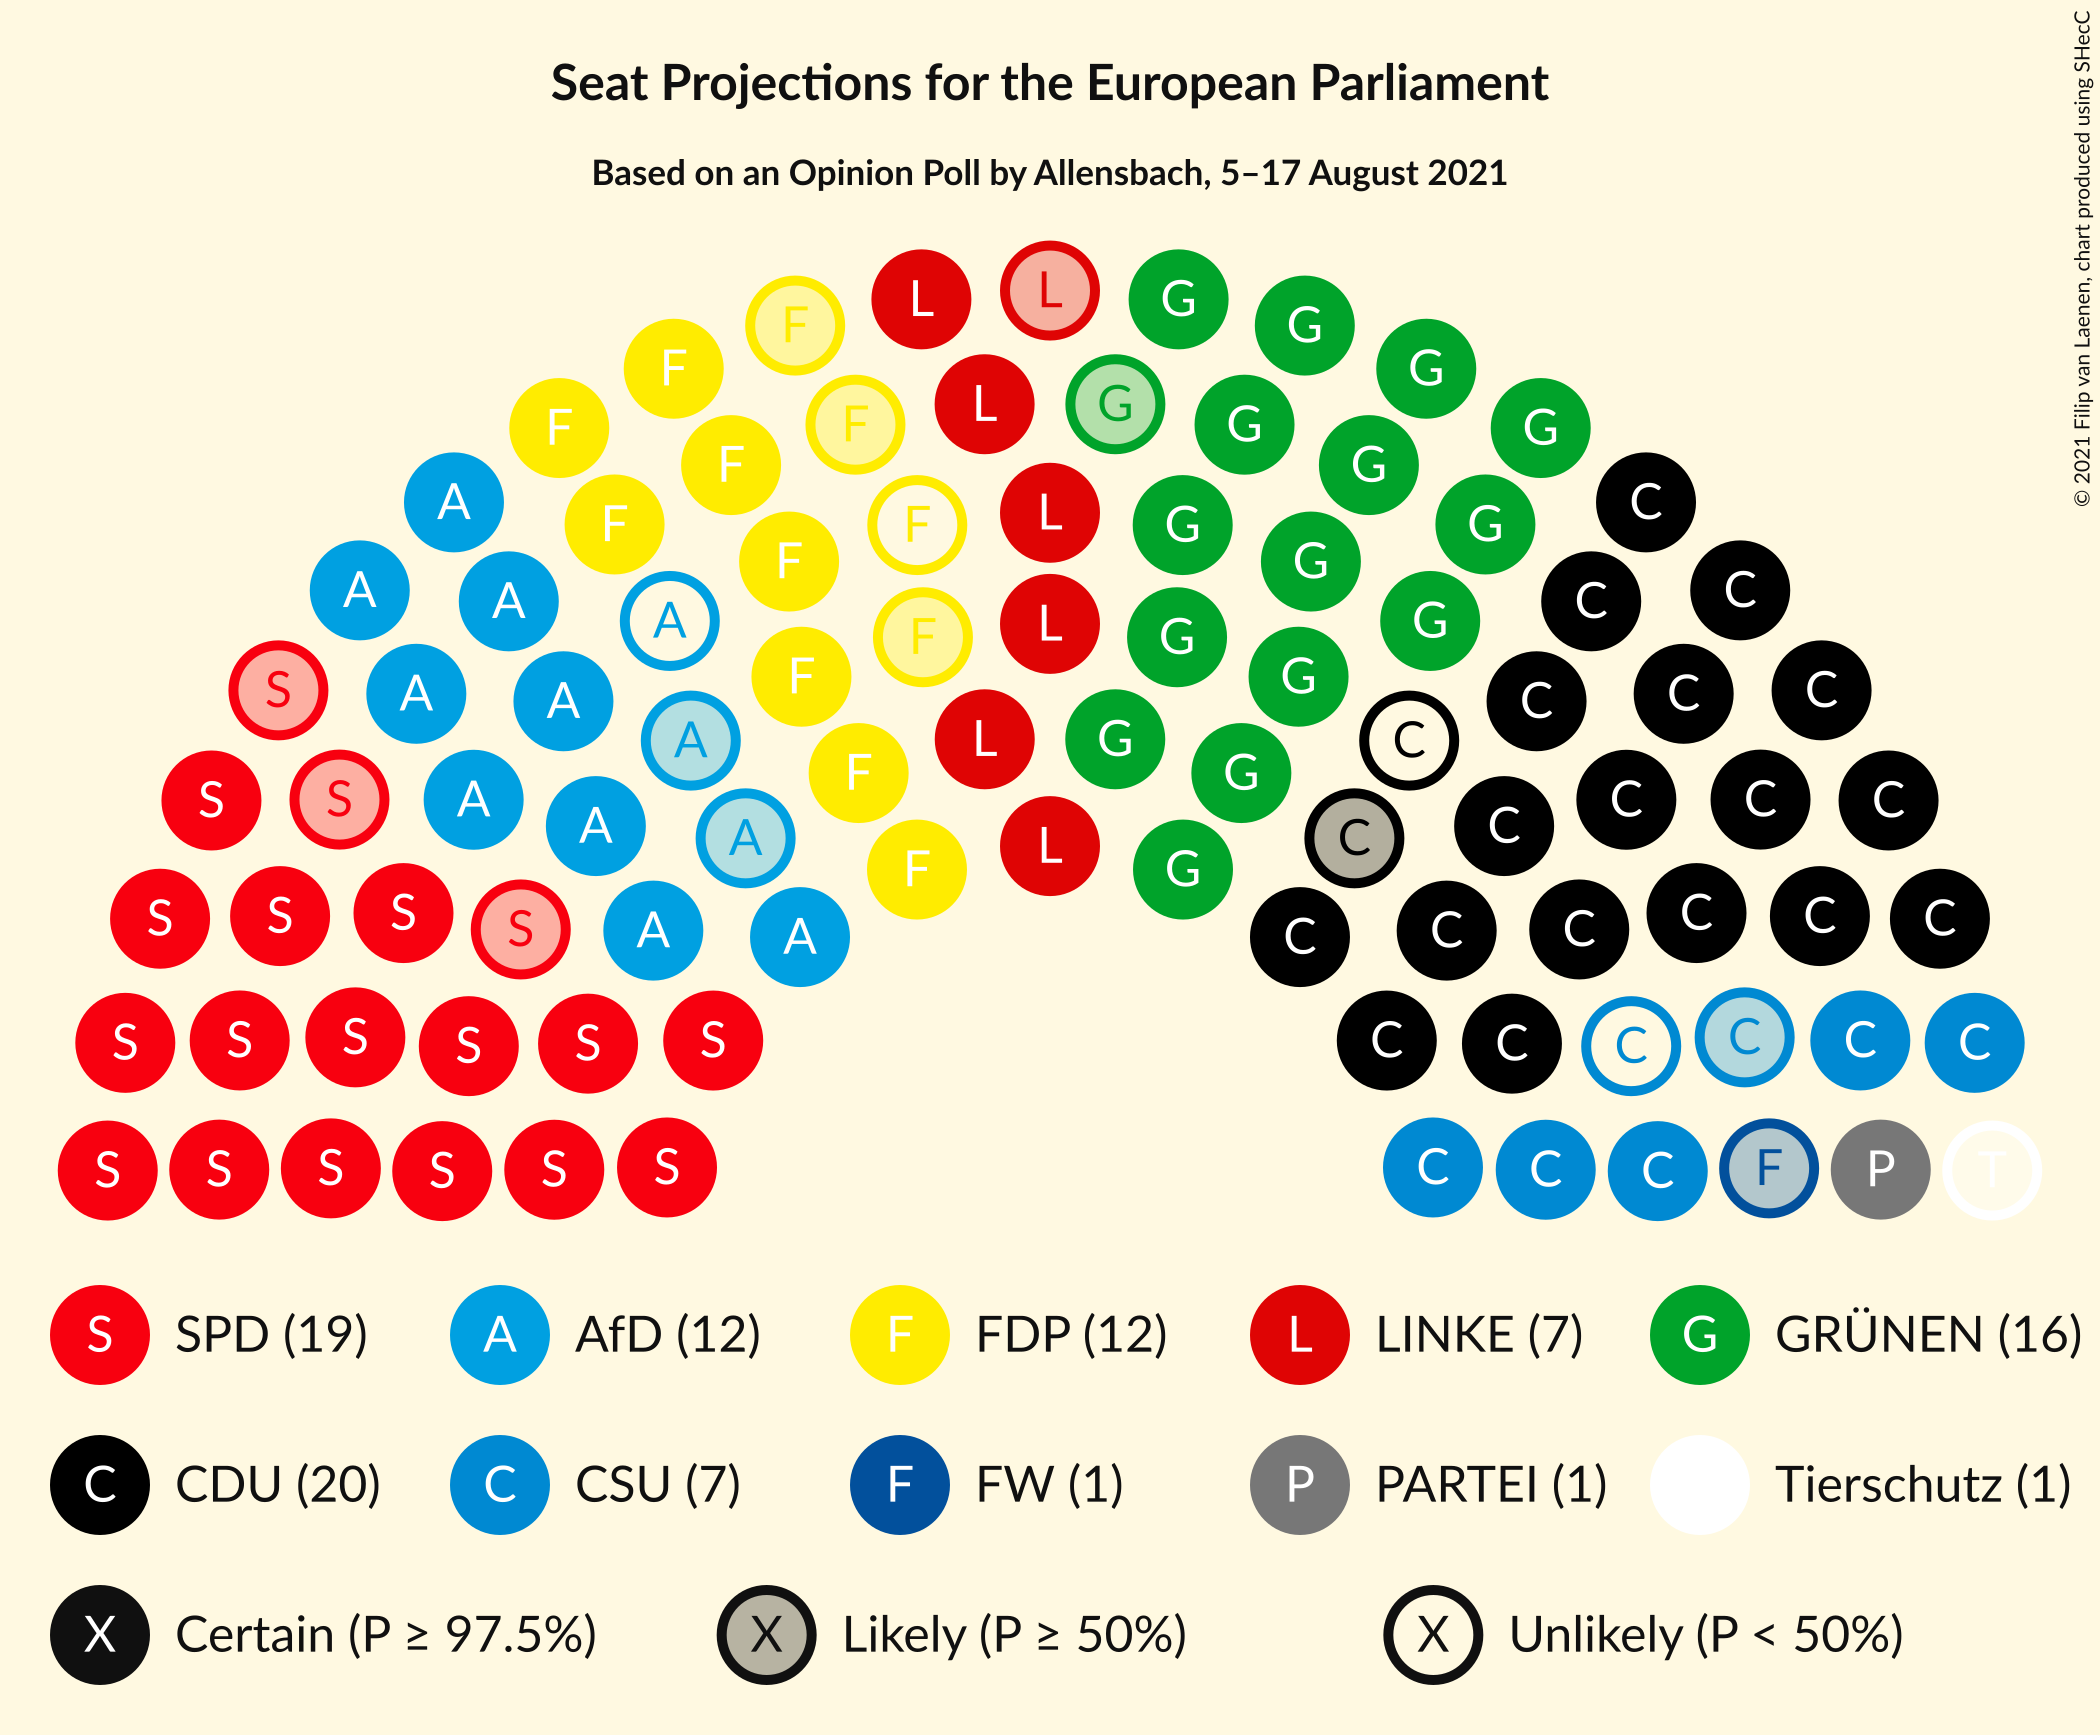 Seat Projections for the European Parliament
Based on an Opinion Poll by Allensbach, 5–17 August 2021
© 2021 Filip van Laenen, chart produced using SHecC
L L G
F G
F L G G
F F G
F L G
A F G G C
F F L G G
A F G C
A A A F L G G C
S A A F G C C C
A L G C
S S A A F G C C C C
A C
A F L G C
S S S S A A C C C C C C
S S S S S S C C C C C C
S S S S S S C C C F P T
S SPD (19) A AfD (12) F FDP (12) L LINKE (7) G GRÜNEN (16)
C CDU (20) C CSU (7) F FW (1) P PARTEI (1) Tierschutz (1)
X Certain (P ≥ 97.5%) X Likely (P ≥ 50%) X Unlikely (P < 50%)